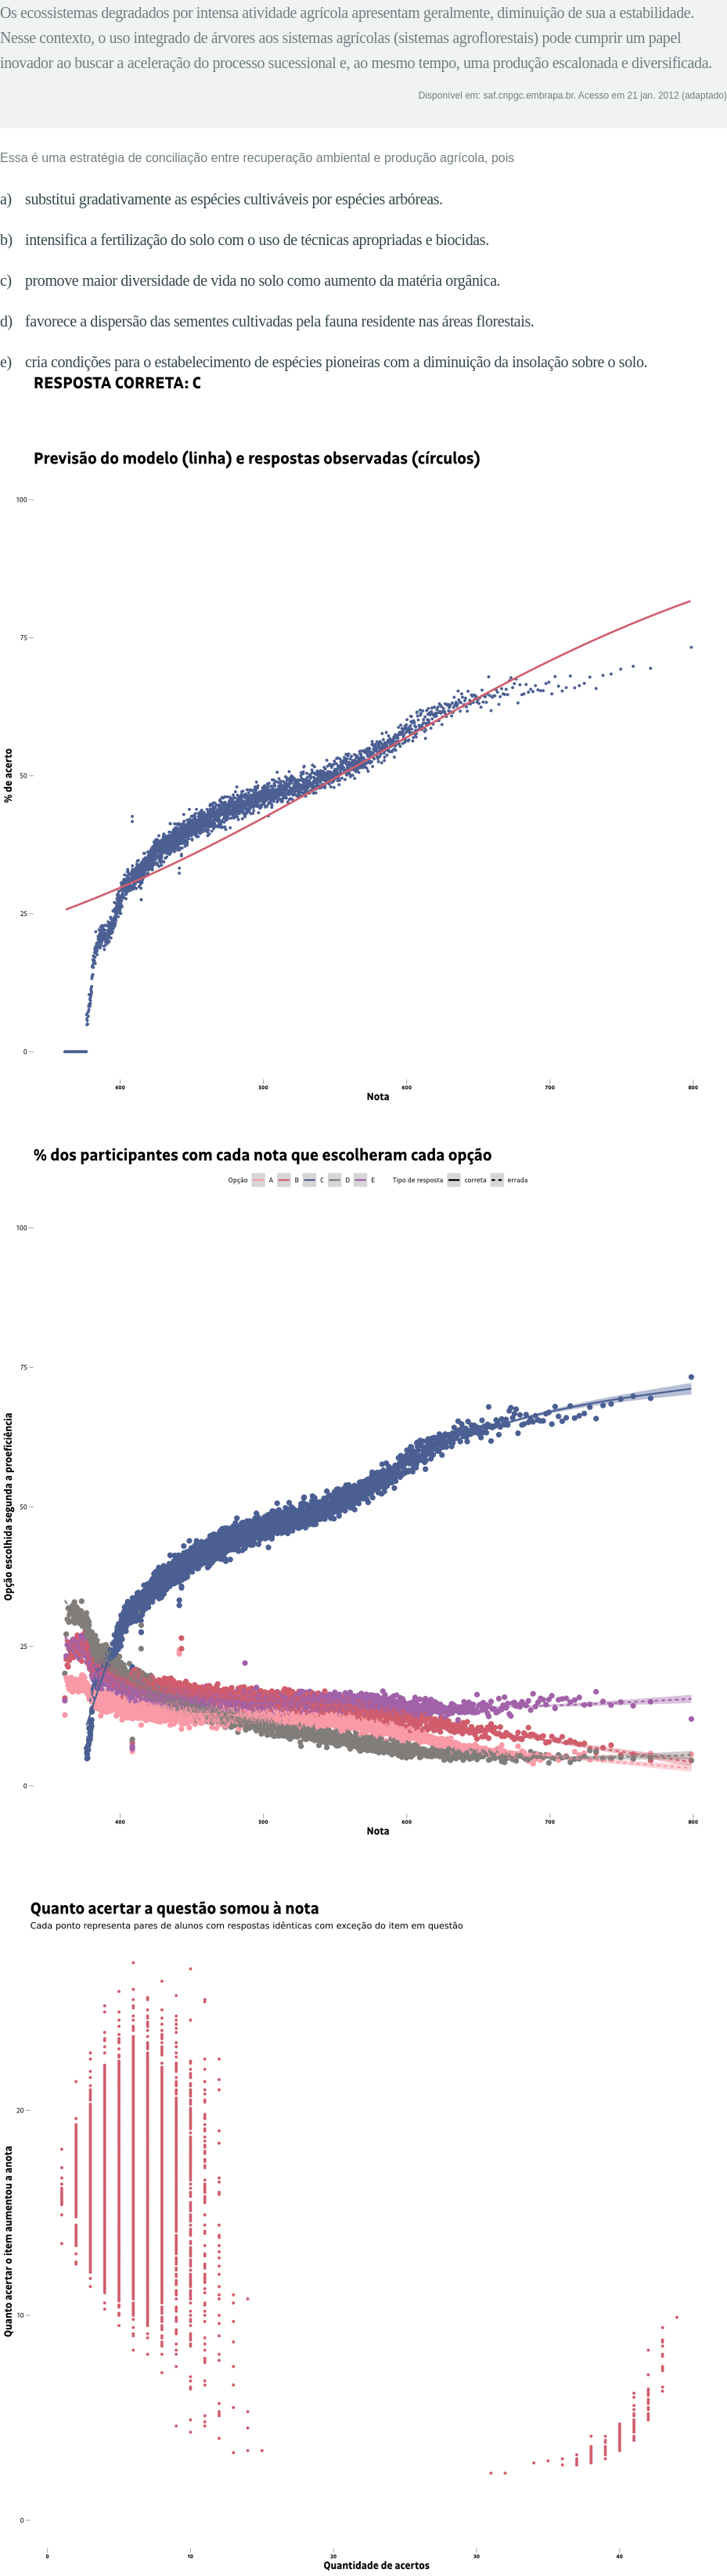 Os ecossistemas degradados por intensa atividade agrícola apresentam geralmente, diminuição de sua a estabilidade.
Nesse contexto, o uso integrado de árvores aos sistemas agrícolas (sistemas agroflorestais) pode cumprir um papel
inovador ao buscar a aceleração do processo sucessional e, ao mesmo tempo, uma produção escalonada e diversificada.
Disponível em: saf.cnpgc.embrapa.br. Acesso em 21 jan. 2012 (adaptado)
Essa é uma estratégia de conciliação entre recuperação ambiental e produção agrícola, pois
a) substitui gradativamente as espécies cultiváveis por espécies arbóreas.
b) intensifica a fertilização do solo com o uso de técnicas apropriadas e biocidas.
c) promove maior diversidade de vida no solo como aumento da matéria orgânica.
d) favorece a dispersão das sementes cultivadas pela fauna residente nas áreas florestais.
e) cria condições para o estabelecimento de espécies pioneiras com a diminuição da insolação sobre o solo.
RESPOSTA CORRETA: C
Previsão do modelo (linha) e respostas observadas (círculos)
100
75
50
25
0
% de acerto
400 500 600 700 800
Nota
% dos participantes com cada nota que escolheram cada opção
Opção A B C D E Tipo de resposta correta errada
100
75
50
25
0
Opção escolhida segunda a proeficiência
400 500 600 700 800
Nota
Quanto acertar a questão somou à nota
Cada ponto representa pares de alunos com respostas idênticas com exceção do item em questão
20
10
0
Quanto acertar o item aumentou a anota
0 10 20 30 40
Quantidade de acertos